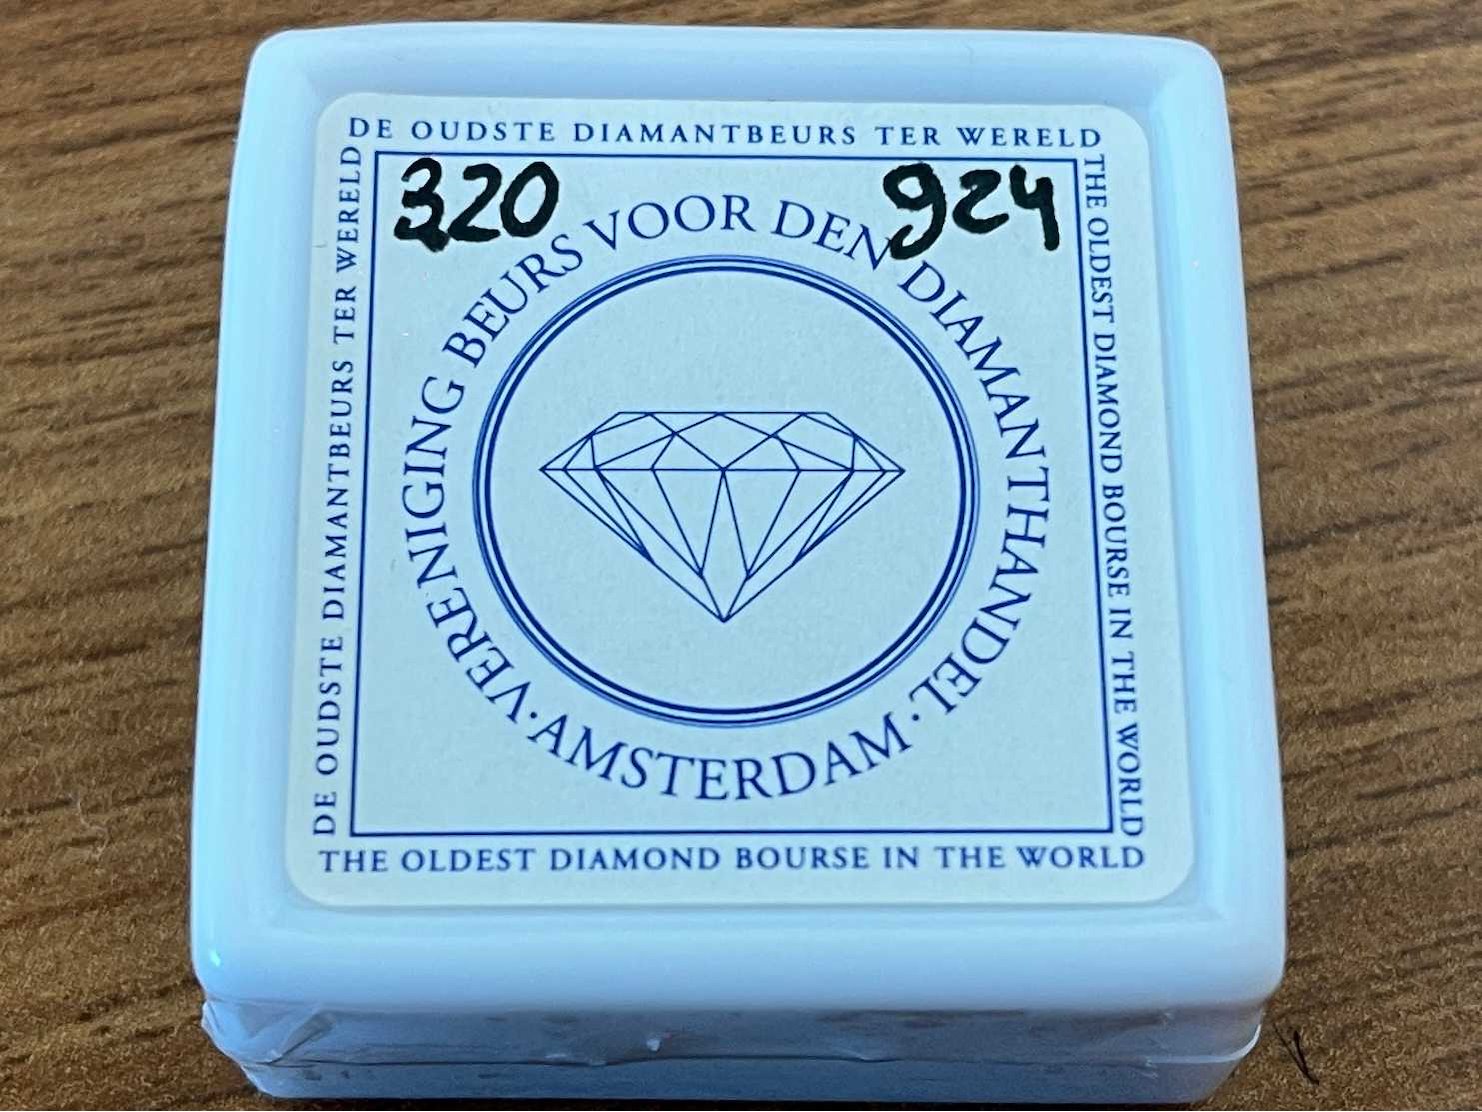 DE OUDSTE DIAMANTBEURS TER WERELD
320
924
VERENIGING BEURS VOOR DEN DIAMANTHANDEL
· AMSTERDAM ·
DE OUDSTE DIAMANTBEURS TER WERELD
THE OLDEST DIAMOND BOURSE IN THE WORLD
THE OLDEST DIAMOND BOURSE IN THE WORLD